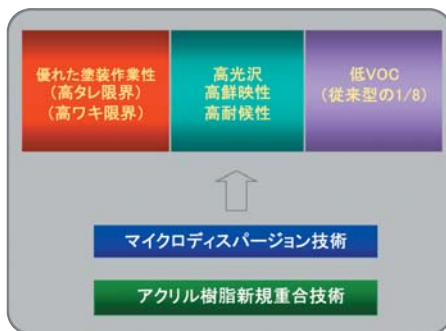 優れた塗装作業性
(高タレ限界)
(高ワキ限界)
高光沢
高鮮映性
高耐候性
低VOC
(従来型の1/8)
マイクロディスパージョン技術
アクリル樹脂新規重合技術